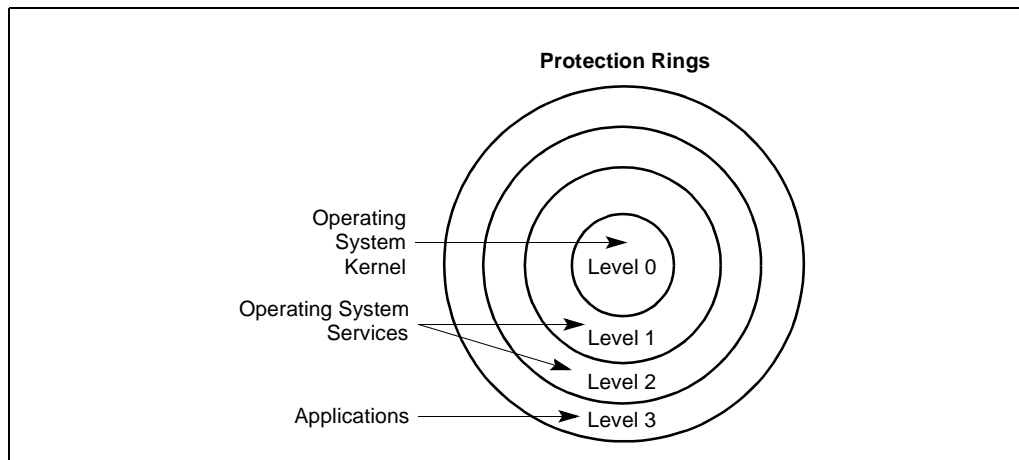 Protection Rings
Operating
System
Kernel
Level 0
Operating System
Services
Level 1
Level 2
Applications
Level 3